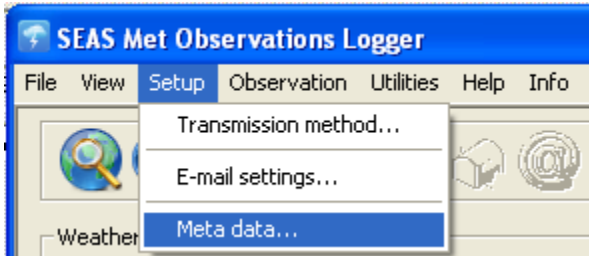 SEAS Met Observations Logger
File View Setup Observation Utilities Help Info
Transmission method...
E-mail settings...
Meta data...
Weather